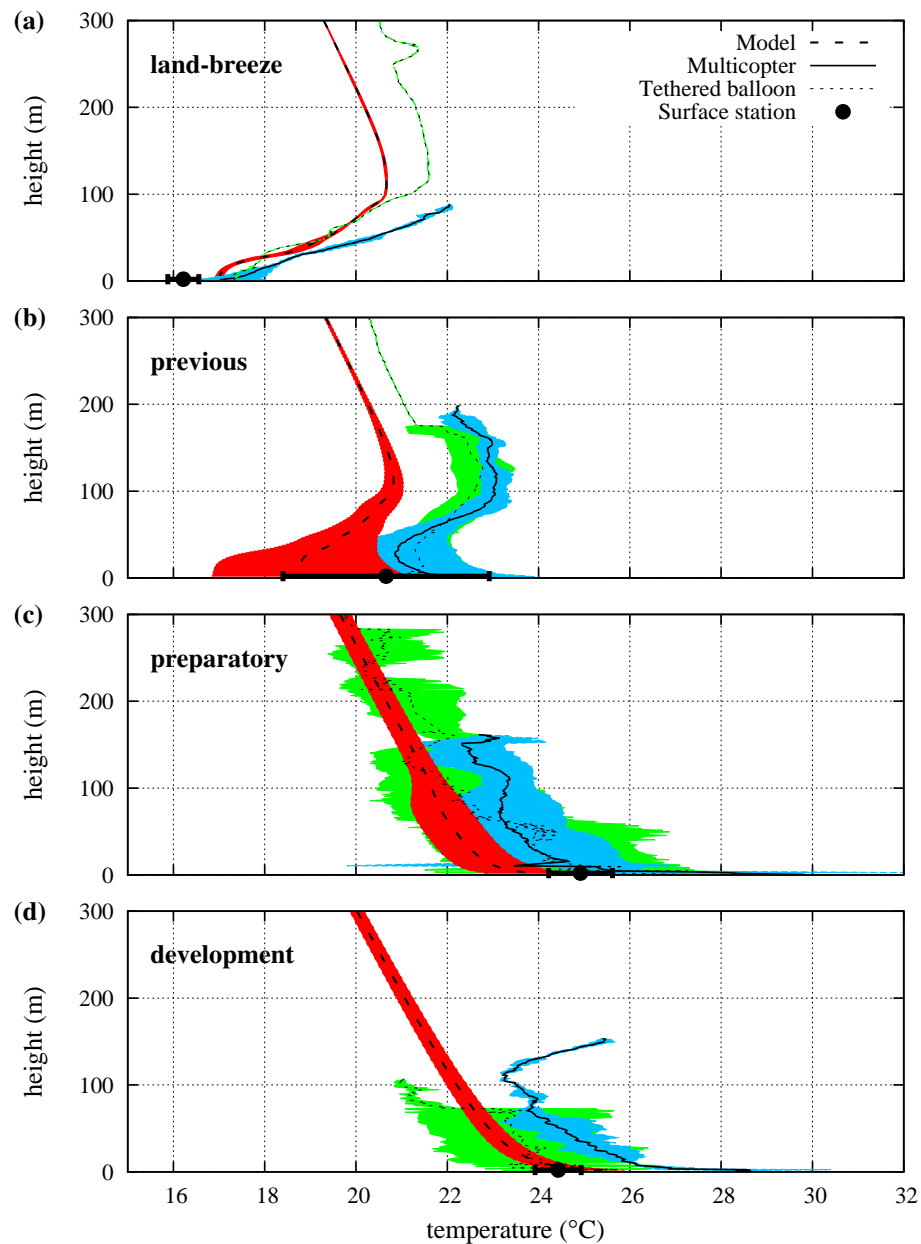 (a)
land-breeze
Model
Multicopter
Tethered balloon
Surface station
height (m)
300
200
100
0
(b)
previous
height (m)
300
200
100
0
(c)
preparatory
height (m)
300
200
100
0
(d)
development
height (m)
300
200
100
0
16 18 20 22 24 26 28 30 32
temperature (°C)